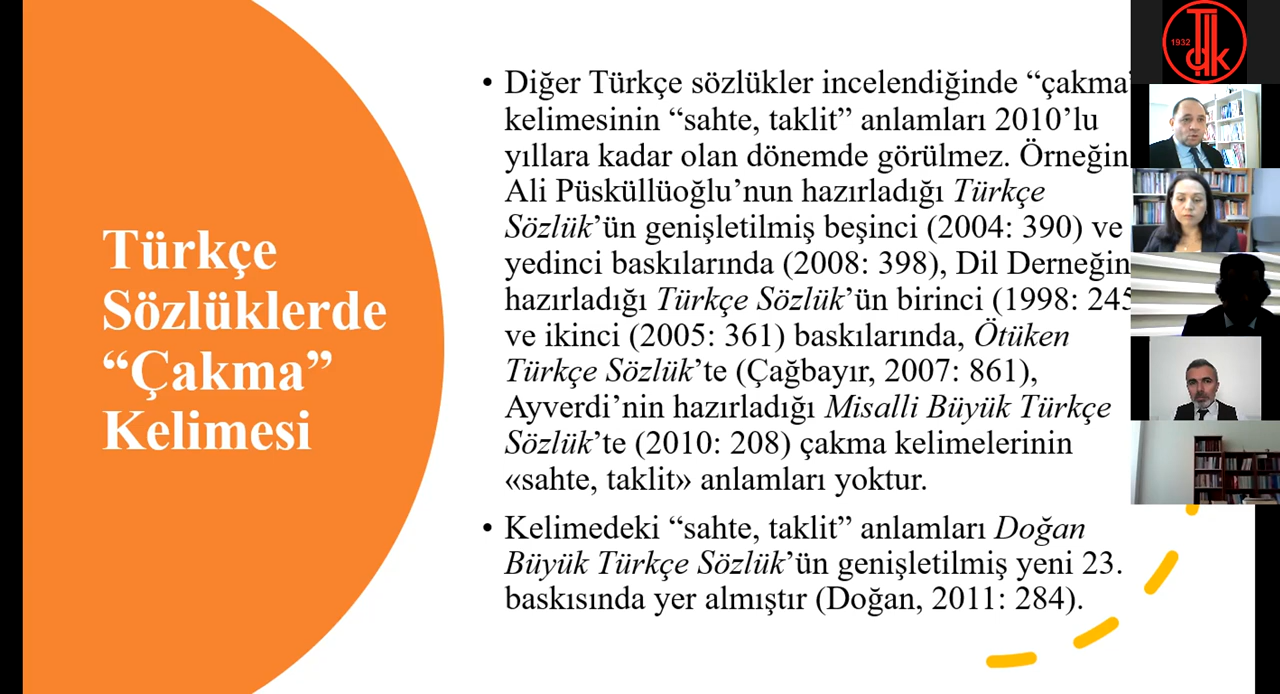 Türkçe
Sözlüklerde
“Çakma”
Kelimesi
• Diğer Türkçe sözlükler incelendiğinde “çakma”
kelimesinin “sahte, taklit” anlamları 2010’lu
yıllara kadar olan dönemde görülmez. Örneğin
Ali Püsküllüoğlu’nun hazırladığı Türkçe
Sözlük’ün genişletilmiş beşinci (2004: 390) ve
yedinci baskılarında (2008: 398), Dil Derneğin
hazırladığı Türkçe Sözlük’ün birinci (1998: 245
ve ikinci (2005: 361) baskılarında, Ötüken
Türkçe Sözlük’te (Çağbayır, 2007: 861),
Ayverdi’nin hazırladığı Misalli Büyük Türkçe
Sözlük’te (2010: 208) çakma kelimelerinin
«sahte, taklit» anlamları yoktur.
• Kelimedeki “sahte, taklit” anlamları Doğan
Büyük Türkçe Sözlük’ün genişletilmiş yeni 23.
baskısında yer almıştır (Doğan, 2011: 284).
1932
TDK